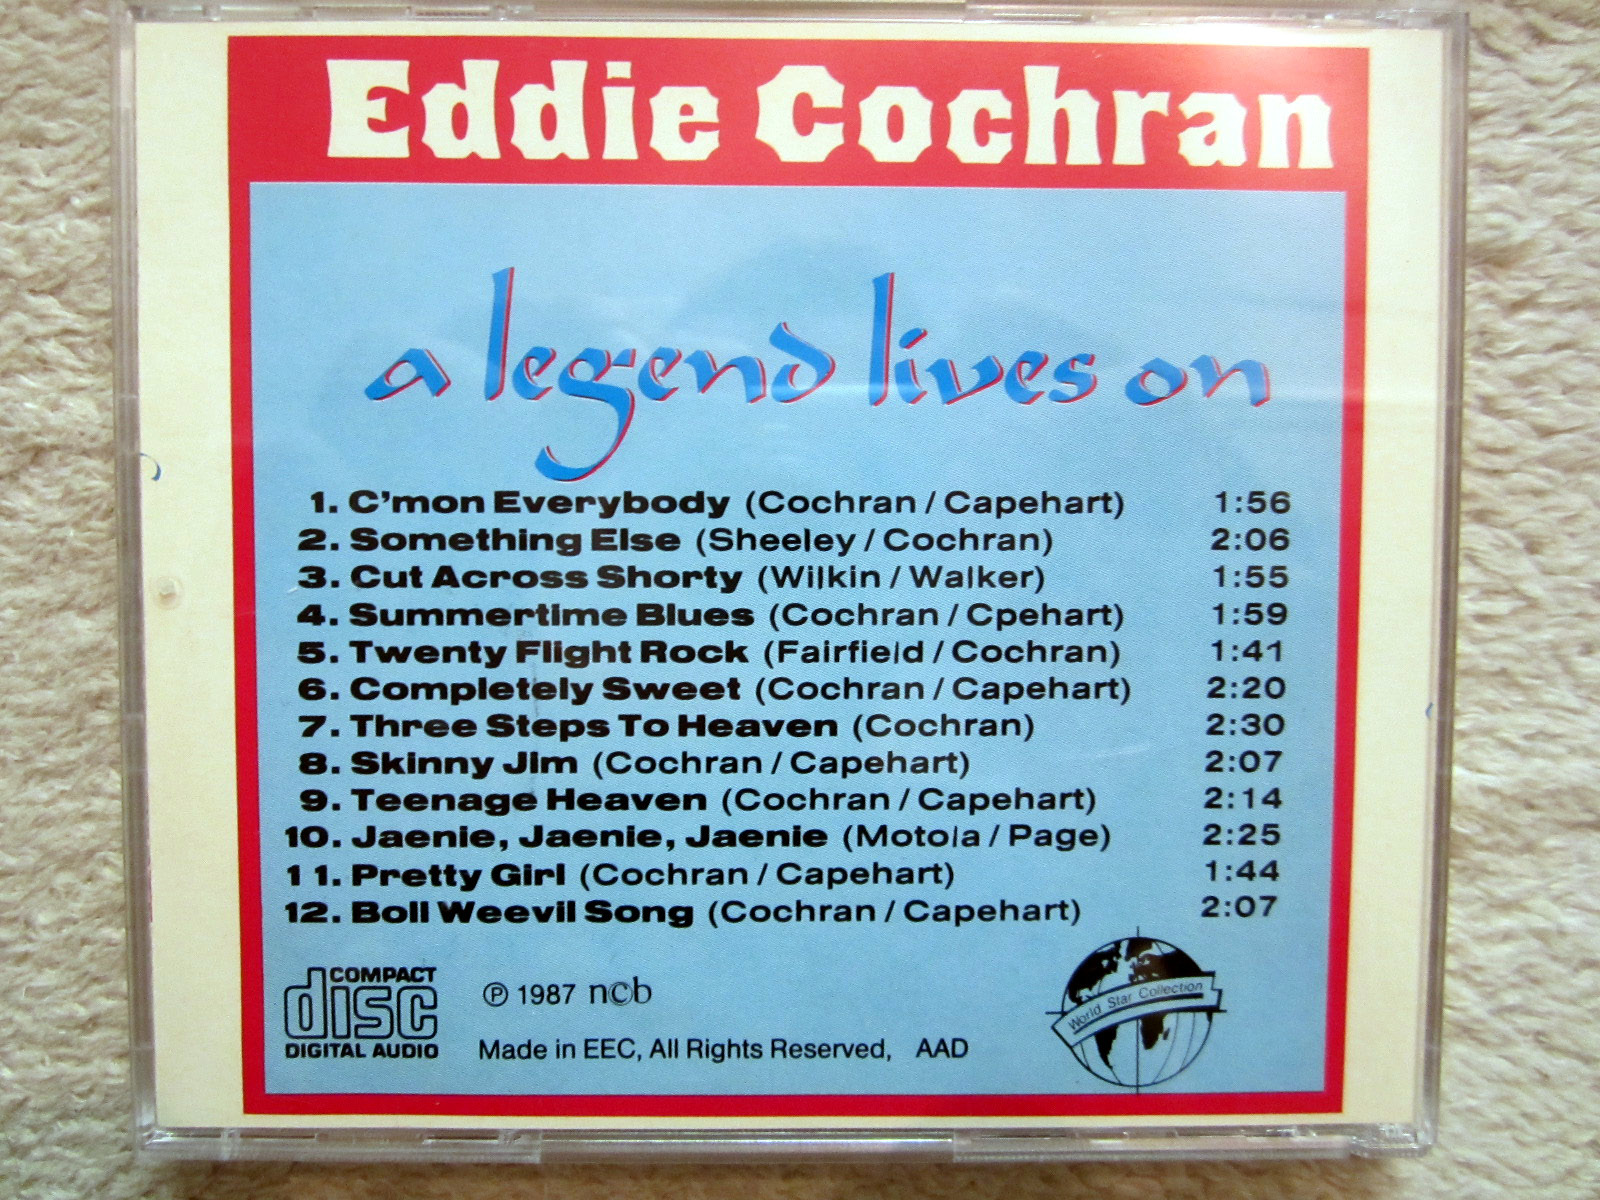 Eddie Cochran
a legend lives on
1. C'mon Everybody (Cochran / Capehart) 1:56
2. Something Else (Sheeley / Cochran) 2:06
3. Cut Across Shorty (Wilkin / Walker) 1:55
4. Summertime Blues (Cochran / Cpehart) 1:59
5. Twenty Flight Rock (Fairfield / Cochran) 1:41
6. Completely Sweet (Cochran / Capehart) 2:20
7. Three Steps To Heaven (Cochran) 2:30
8. Skinny Jim (Cochran / Capehart) 2:07
9. Teenage Heaven (Cochran / Capehart) 2:14
10. Jaenie, Jaenie, Jaenie (Motola / Page) 2:25
11. Pretty Girl (Cochran / Capehart) 1:44
12. Boll Weevil Song (Cochran / Capehart) 2:07
COMPACT
disc
DIGITAL AUDIO
℗ 1987 ncb
Made in EEC, All Rights Reserved, AAD
World Star Collection